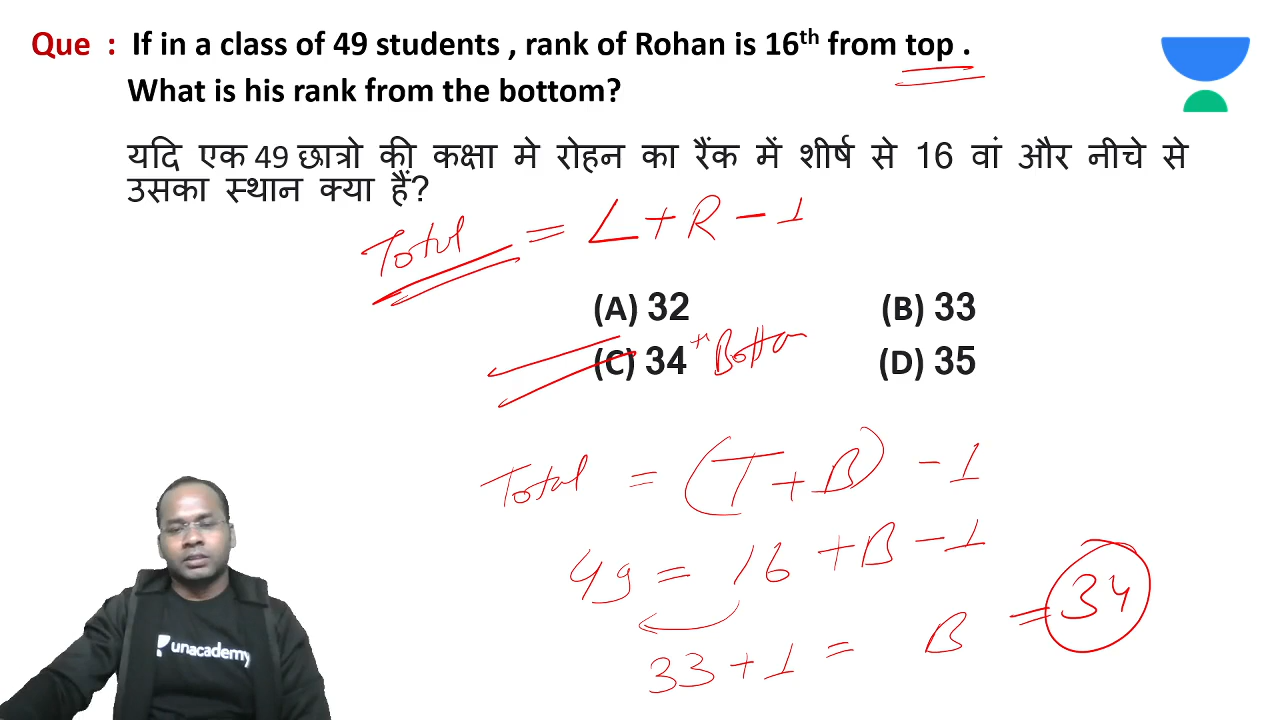 Que : If in a class of 49 students , rank of Rohan is 16th from top .
What is his rank from the bottom?
यदि एक 49 छात्रो की कक्षा मे रोहन का रैंक में शीर्ष से 16 वां और नीचे से
उसका स्थान क्या हैं?
Total = L + R - 1
(A) 32 (B) 33
(C) 34 (D) 35
Total = (T + B) - 1
49 = 16 + B - 1
33 + 1 = B = 34
unacademy